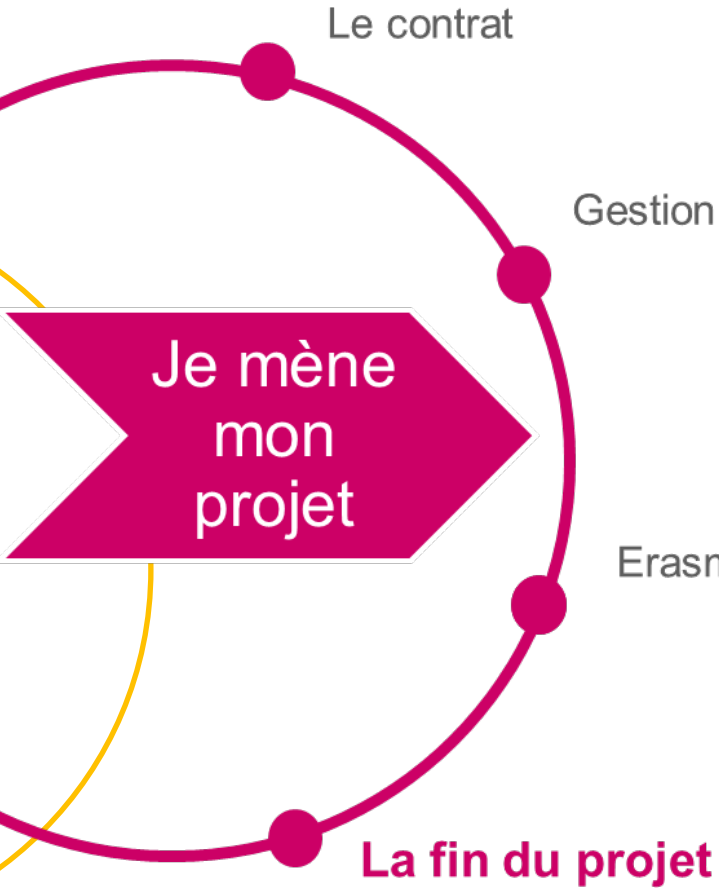 Le contrat
Gestion
Je mène
mon
projet
La fin du projet